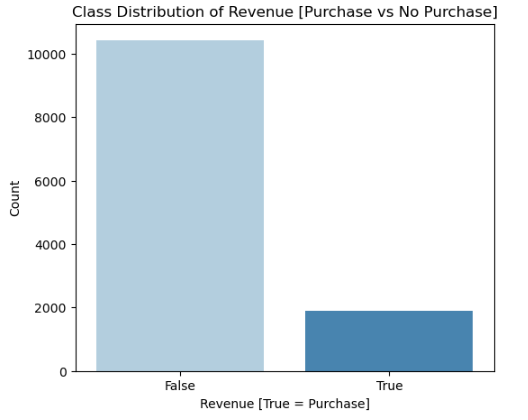 Class Distribution of Revenue [Purchase vs No Purchase]
10000
8000
6000
4000
2000
0
Count
False
True
Revenue [True = Purchase]